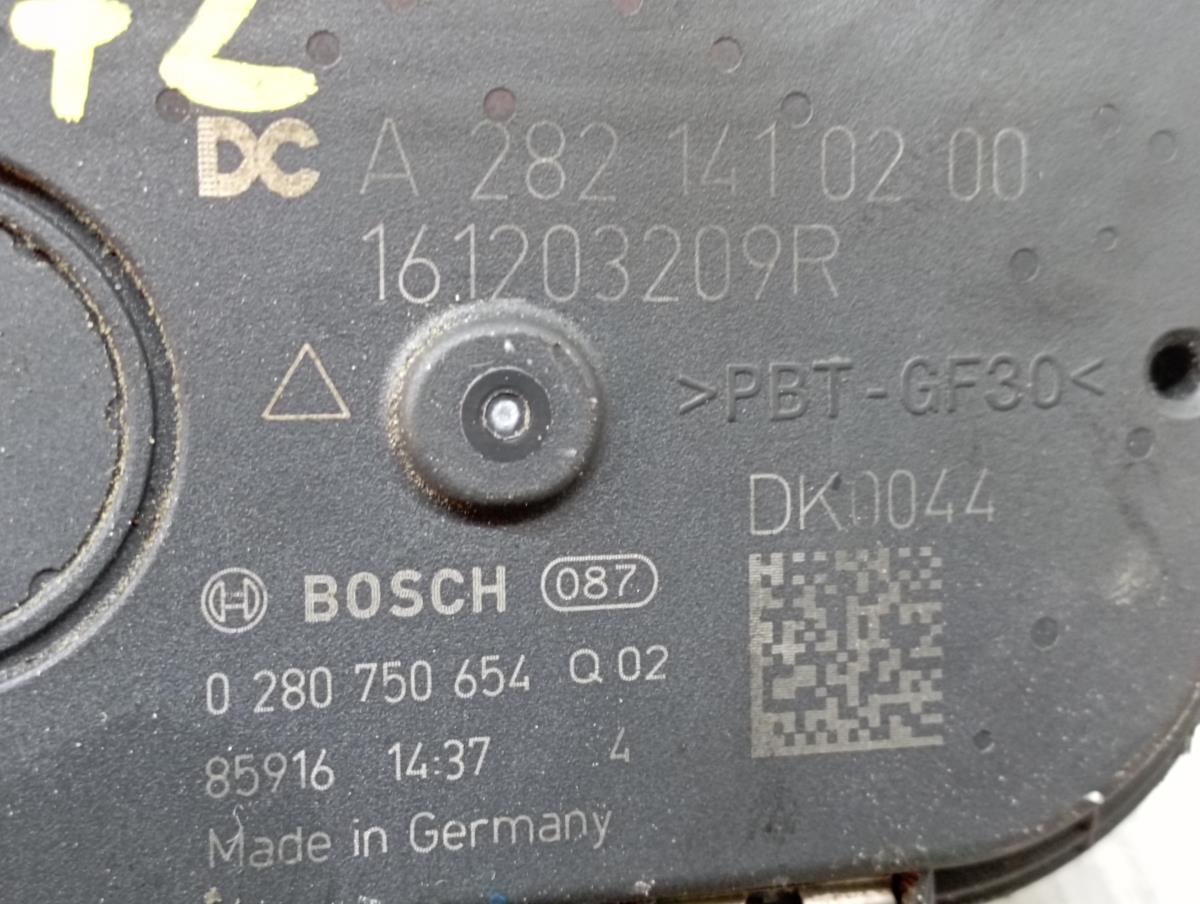 DC A 282 141 02 00
161203209R
>PBT-GF30<
DK0044
BOSCH 087
0 280 750 654 Q 02
85916 14:37 4
Made in Germany